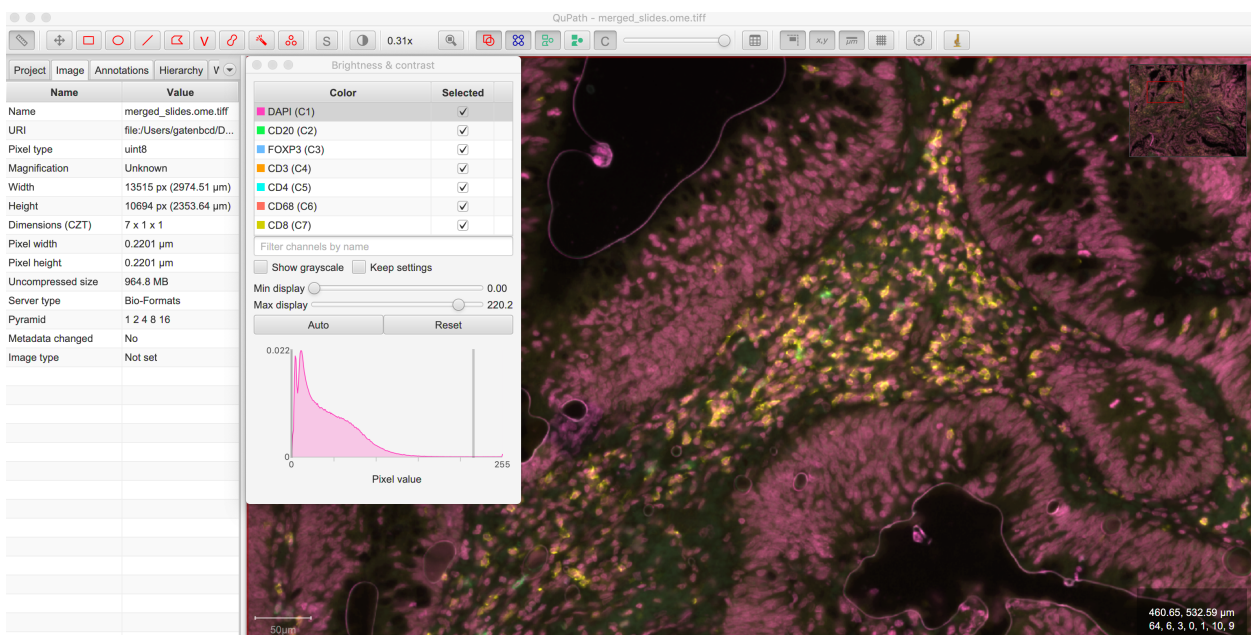 QuPath - merged_slides.ome.tiff
V S 0.31x C x,y µm
Project Image Annotations Hierarchy V
Name Value
Name merged_slides.ome.tiff
URI file:/Users/gatenbcd/D...
Pixel type uint8
Magnification Unknown
Width 13515 px (2974.51 µm)
Height 10694 px (2353.64 µm)
Dimensions (CZT) 7 x 1 x 1
Pixel width 0.2201 µm
Pixel height 0.2201 µm
Uncompressed size 964.8 MB
Server type Bio-Formats
Pyramid 1 2 4 8 16
Metadata changed No
Image type Not set
Brightness & contrast
Color Selected
DAPI (C1)
CD20 (C2)
FOXP3 (C3)
CD3 (C4)
CD4 (C5)
CD68 (C6)
CD8 (C7)
Filter channels by name
Show grayscale Keep settings
Min display 0.00
Max display 220.2
Auto Reset
0.022
0
0 255
Pixel value
50µm
460.65, 532.59 µm
64, 6, 3, 0, 1, 10, 9